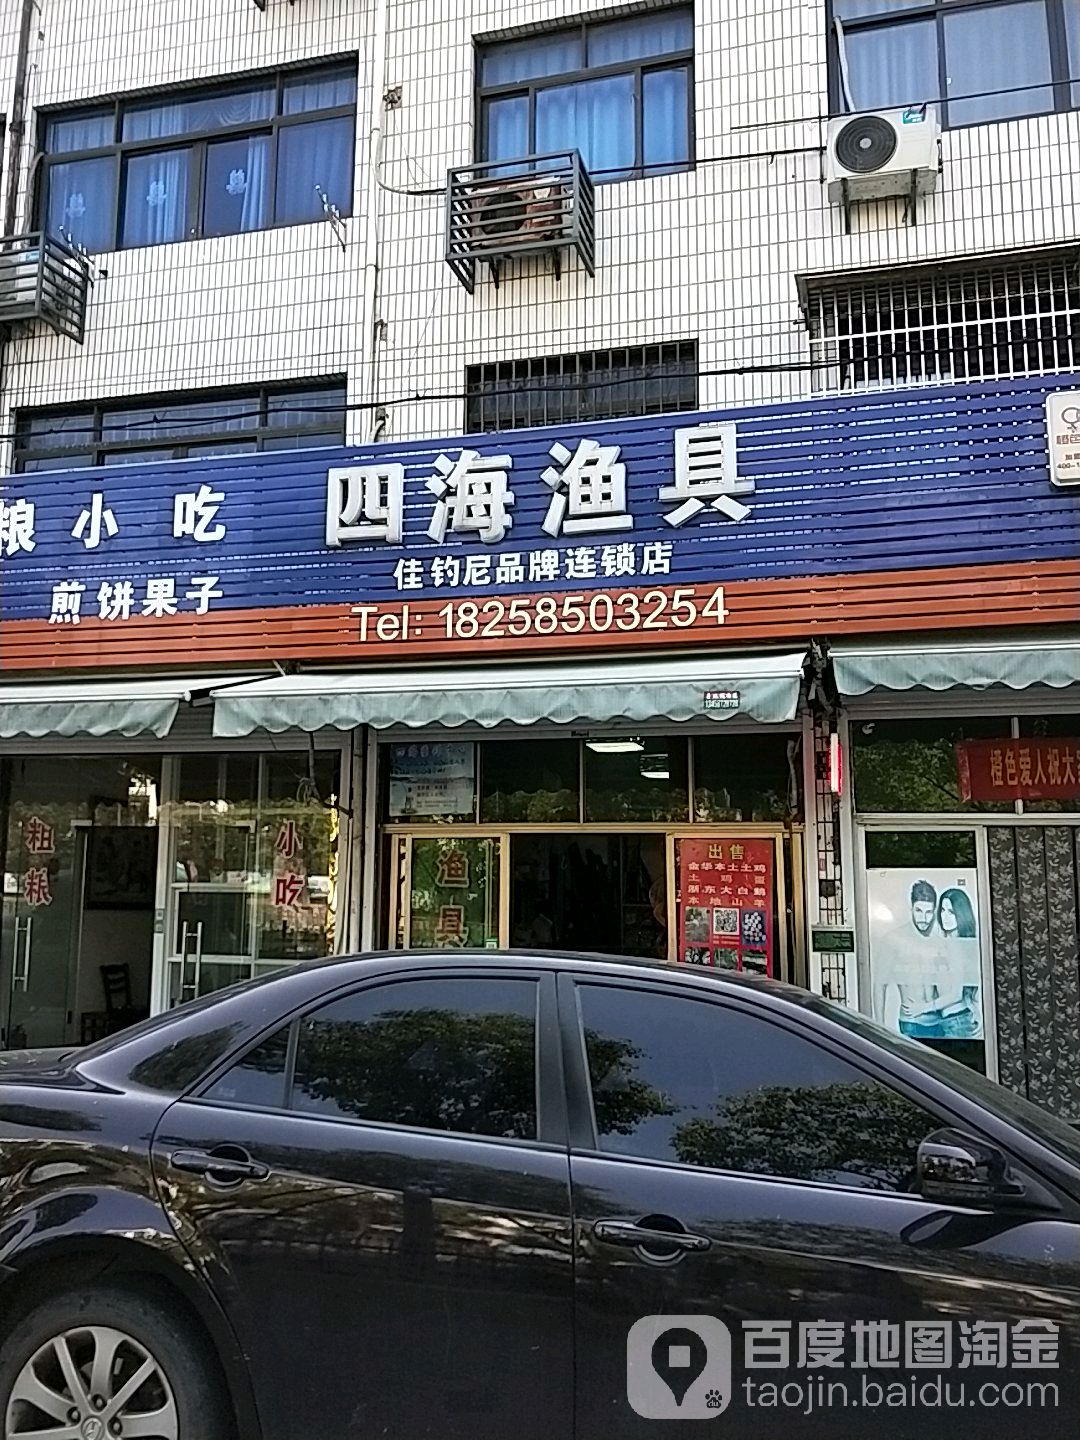 粮小吃
煎饼果子
四海渔具
佳钓尼品牌连锁店
Tel: 18258503254
粗粮
小吃
渔具
出售
金华本土土鸡
土鸡蛋
浙东大白鹅
本地山羊
橙色爱人祝大
百度地图淘金
taojin.baidu.com